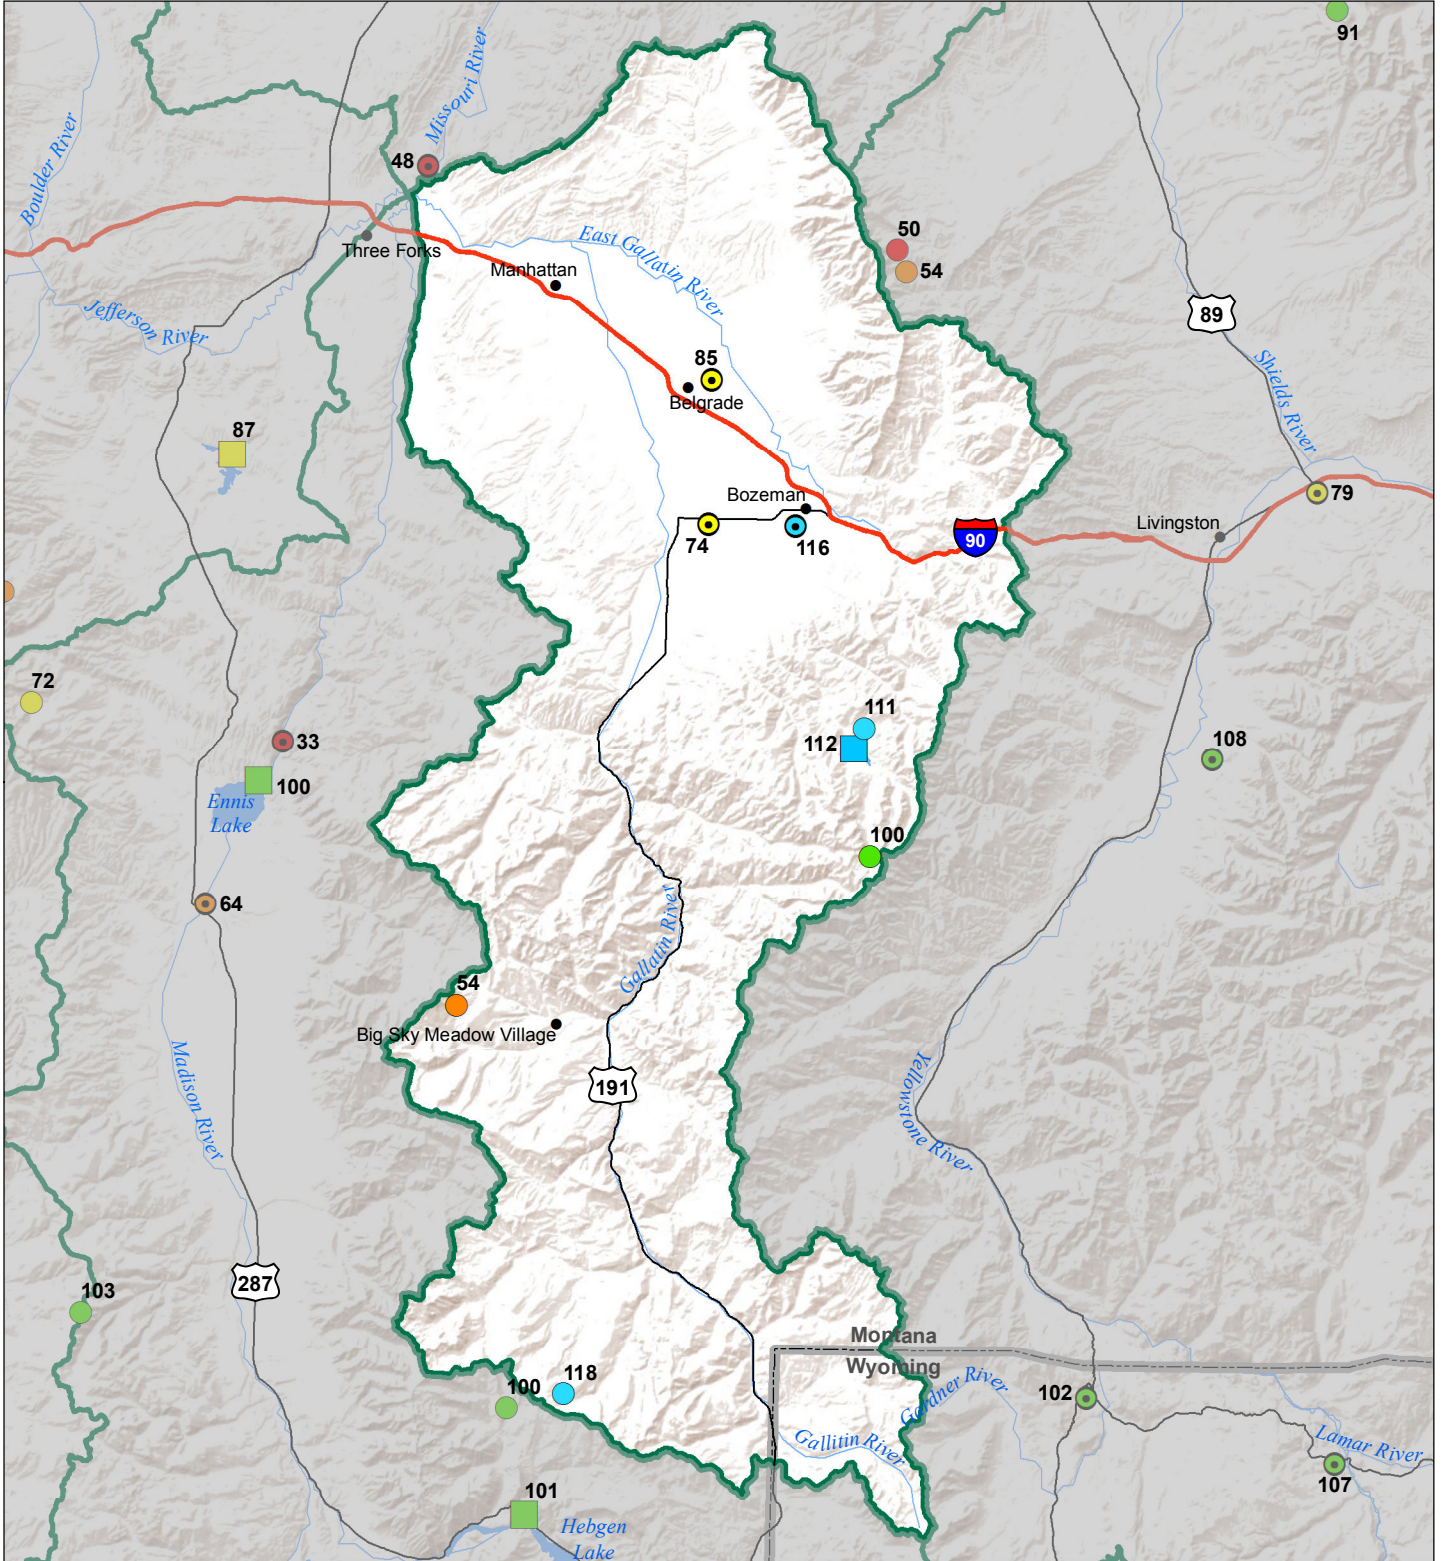 91
Missouri River
Boulder River
48
East Gallatin River
50
54
Three Forks
Manhattan
89
Jefferson River
85
Belgrade
Shields River
87
Bozeman
79
Livingston
74
116
90
72
111
33
112
108
100
Ennis
Lake
100
64
Gallatin River
54
Big Sky Meadow Village
Madison River
191
Yellowstone River
287
103
Montana
Wyoming
118
100
Gardner River
102
Gallitin River
Lamar River
107
101
Hebgen
Lake